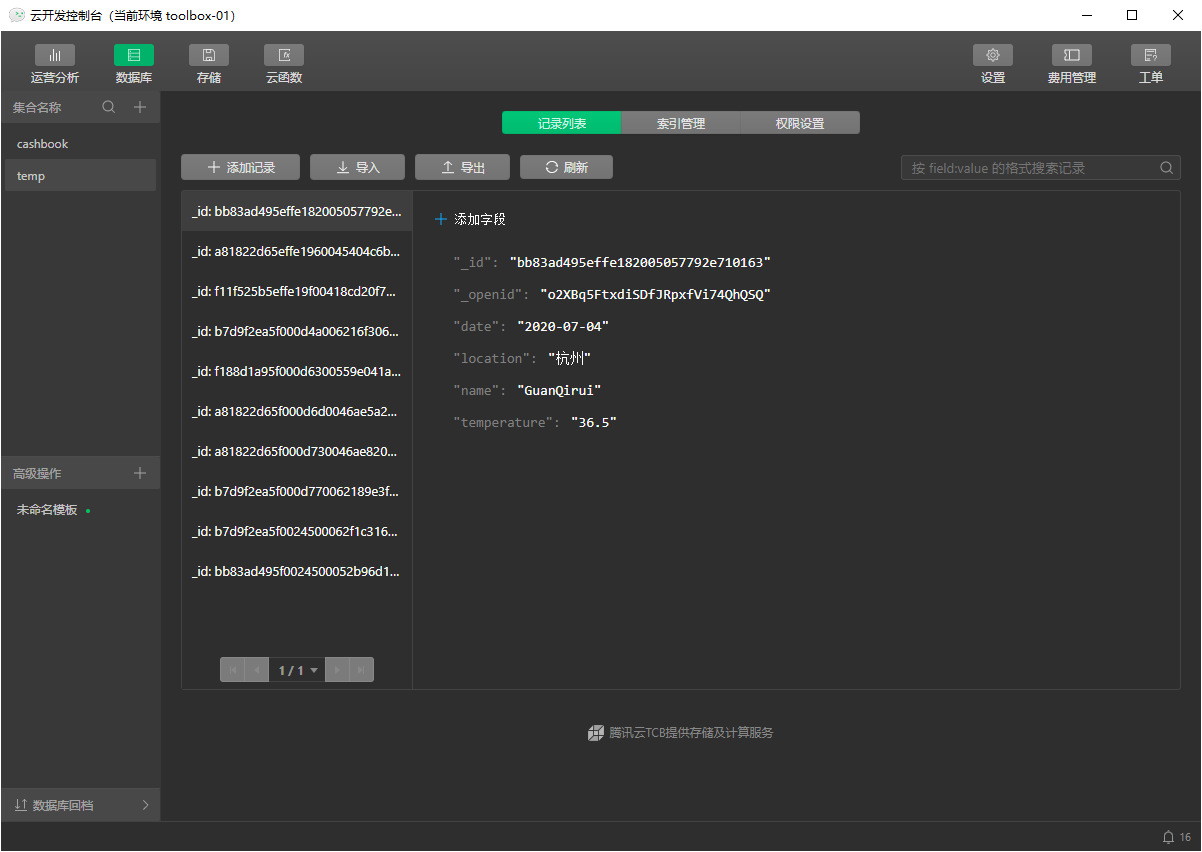 云开发控制台（当前环境 toolbox-01）
运营分析 数据库 存储 云函数 设置 费用管理 工单
集合名称
cashbook
temp
记录列表 索引管理 权限设置
添加记录 导入 导出 刷新 按 field:value 的格式搜索记录
_id: bb83ad495effe182005057792e...
_id: a81822d65effe1960045404c6b...
_id: f11f525b5effe19f00418cd20f7...
_id: b7d9f2ea5f000d4a006216f306...
_id: f188d1a95f000d6300559e041a...
_id: a81822d65f000d6d0046ae5a2...
_id: a81822d65f000d730046ae820...
_id: b7d9f2ea5f000d770062189e3f...
_id: b7d9f2ea5f0024500062f1c316...
_id: bb83ad495f0024500052b96d1...
1 / 1
添加字段
"_id": "bb83ad495effe182005057792e710163"
"_openid": "o2XBq5FtxdiSDfJRpxfVi74QhQSQ"
"date": "2020-07-04"
"location": "杭州"
"name": "GuanQirui"
"temperature": "36.5"
高级操作
未命名模板
腾讯云TCB提供存储及计算服务
数据库回档
16